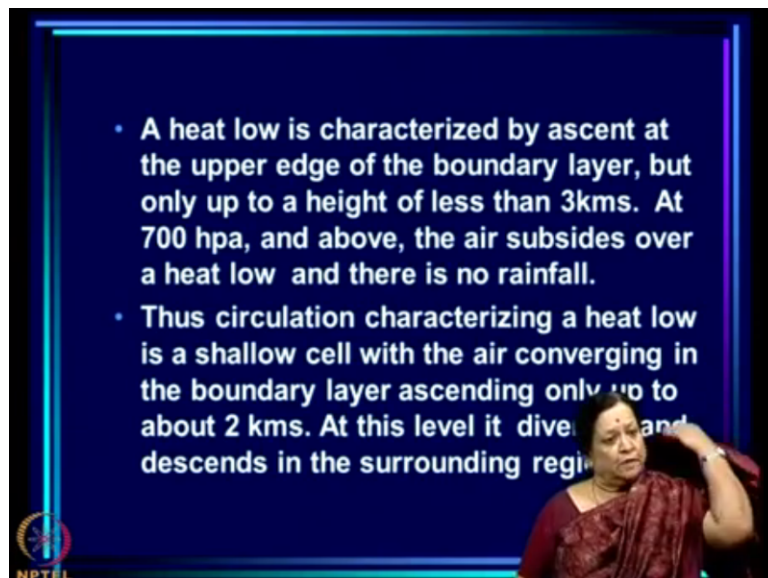 • A heat low is characterized by ascent at
the upper edge of the boundary layer, but
only up to a height of less than 3kms. At
700 hpa, and above, the air subsides over
a heat low and there is no rainfall.
• Thus circulation characterizing a heat low
is a shallow cell with the air converging in
the boundary layer ascending only up to
about 2 kms. At this level it
descends in the surrounding
NPTEL